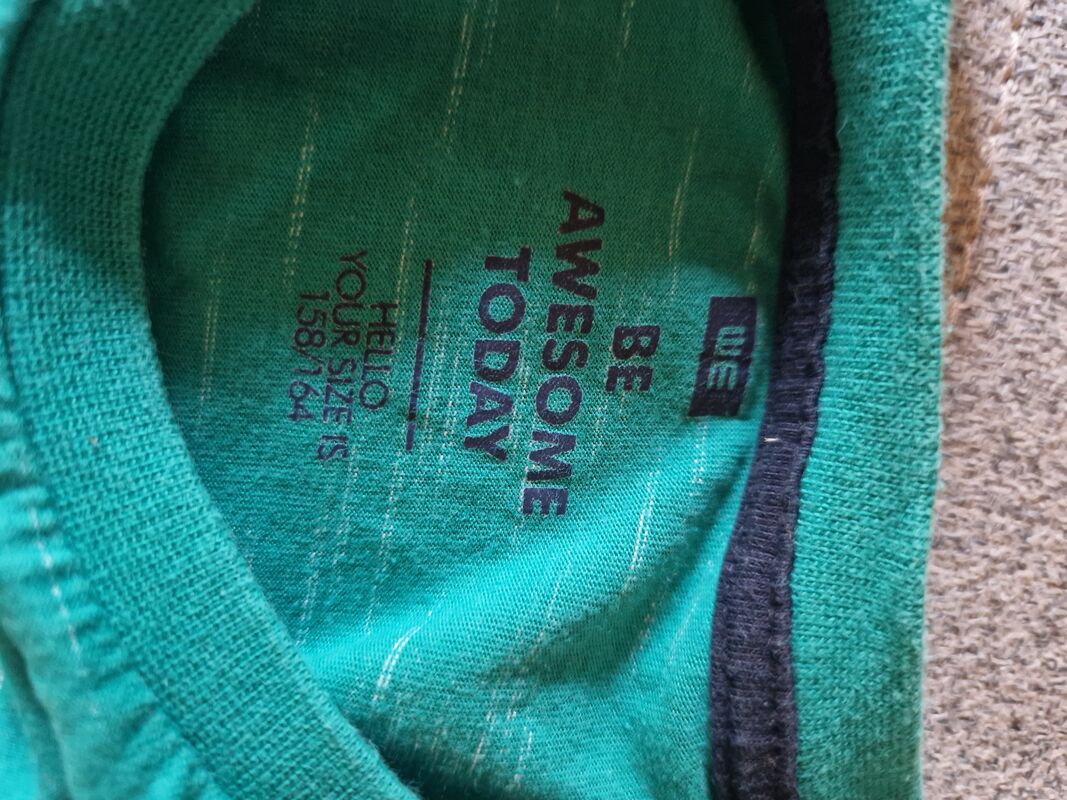 WE
BE
AWESOME
TODAY
HELLO
YOUR SIZE IS
158/164